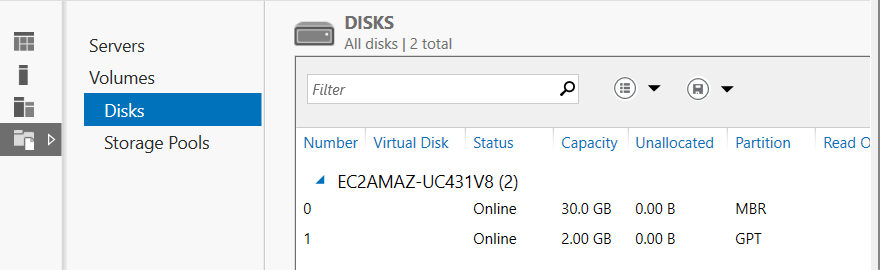 Servers
Volumes
Disks
Storage Pools
DISKS
All disks | 2 total
Filter
Number Virtual Disk Status Capacity Unallocated Partition Read O
EC2AMAZ-UC431V8 (2)
0 Online 30.0 GB 0.00 B MBR
1 Online 2.00 GB 0.00 B GPT